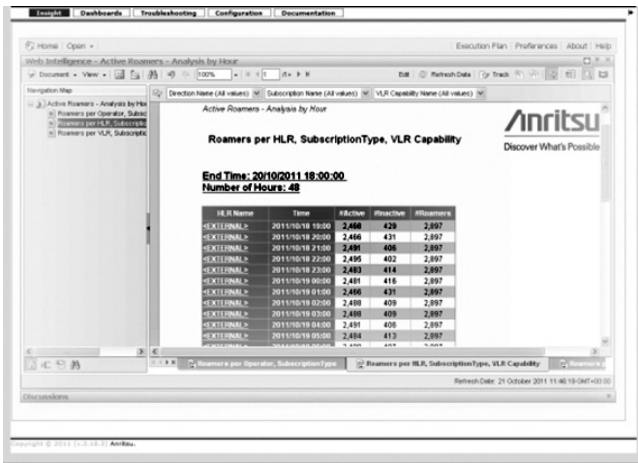 Insight Dashboards Troubleshooting Configuration Documentation
Home Open Execution Plan Preferences About Help
Web Intelligence - Active Roamers - Analysis by Hour
Document View 100% 1 /1+ Edit Refresh Data Track
Navigation Map
Direction Name (All values) Subscription Name (All values) VLR Capability Name (All values)
Active Roamers - Analysis by Ho
Roamers per Operator, Subsc
Roamers per HLR, Subscriptio
Roamers per VLR, Subscriptic
Active Roamers - Analysis by Hour
Anritsu
Discover What's Possible
Roamers per HLR, SubscriptionType, VLR Capability
End Time: 20/10/2011 18:00:00
Number of Hours: 48
HLR Name Time #Active #Inactive #Roamers
<EXTERNAL> 2011/10/18 19:00 2,468 429 2,897
<EXTERNAL> 2011/10/18 20:00 2,466 431 2,897
<EXTERNAL> 2011/10/18 21:00 2,491 406 2,897
<EXTERNAL> 2011/10/18 22:00 2,495 402 2,897
<EXTERNAL> 2011/10/18 23:00 2,483 414 2,897
<EXTERNAL> 2011/10/19 00:00 2,481 416 2,897
<EXTERNAL> 2011/10/19 01:00 2,466 431 2,897
<EXTERNAL> 2011/10/19 02:00 2,488 409 2,897
<EXTERNAL> 2011/10/19 03:00 2,488 409 2,897
<EXTERNAL> 2011/10/19 04:00 2,491 406 2,897
<EXTERNAL> 2011/10/19 05:00 2,484 413 2,897
Roamers per Operator, SubscriptionType Roamers per HLR, SubscriptionType, VLR Capability Roamers p
Refresh Date: 21 October 2011 11:46:19 GMT+00:00
Discussions
Copyright © 2011 Anritsu.